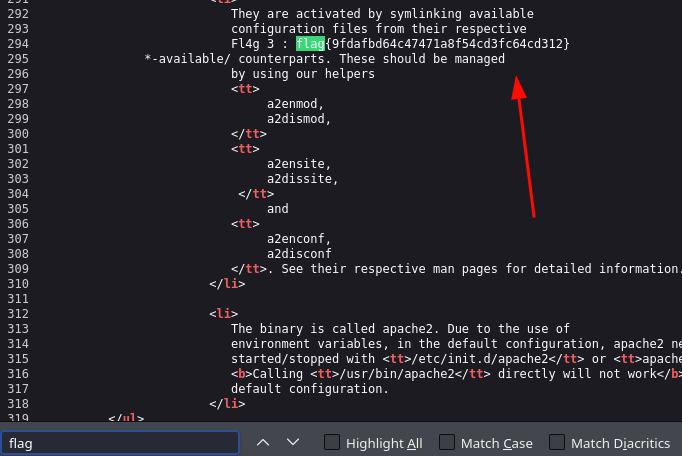 291 <li>
292 They are activated by symlinking available
293 configuration files from their respective
294 Fl4g 3 : flag{9fdafbd64c47471a8f54cd3fc64cd312}
295 *-available/ counterparts. These should be managed
296 by using our helpers
297 <tt>
298 a2enmod,
299 a2dismod,
300 </tt>
301 <tt>
302 a2ensite,
303 a2dissite,
304 </tt>
305 and
306 <tt>
307 a2enconf,
308 a2disconf
309 </tt>. See their respective man pages for detailed information.
310 </li>
311
312 <li>
313 The binary is called apache2. Due to the use of
314 environment variables, in the default configuration, apache2 ne
315 started/stopped with <tt>/etc/init.d/apache2</tt> or <tt>apache
316 <b>Calling <tt>/usr/bin/apache2</tt> directly will not work</b>
317 default configuration.
318 </li>
319 </ul>
flag Highlight All Match Case Match Diacritics